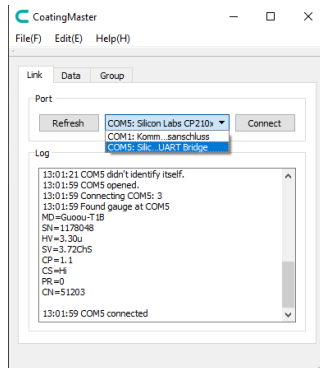 CoatingMaster
File(F) Edit(E) Help(H)
Link Data Group
Port
Refresh COM5: Silicon Labs CP210x Connect
COM1: Komm...sanschluss
COM5: Silic...UART Bridge
Log
13:01:21 COM5 didn't identify itself.
13:01:59 COM5 opened.
13:01:59 Connecting COM5: 3
13:01:59 Found gauge at COM5
MD=Guoou-T1B
SN=1178048
HV=3.30u
SV=3.72ChS
CP=1.1
CS=Hi
PR=0
CN=51203
13:01:59 COM5 connected